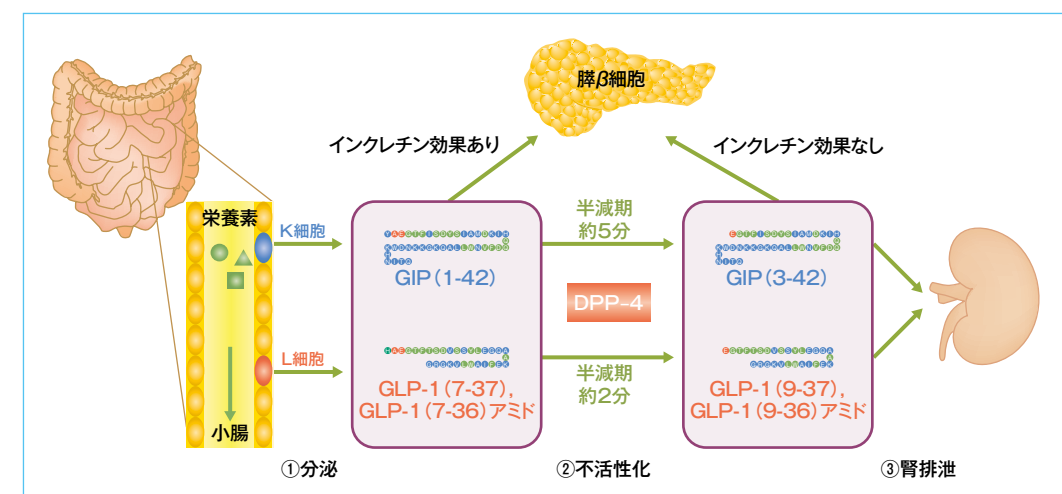 膵β細胞
インクレチン効果あり
インクレチン効果なし
栄養素
K細胞
半減期
約5分
GIP(1-42)
GIP(3-42)
DPP-4
L細胞
半減期
約2分
GLP-1(7-37),
GLP-1(7-36)アミド
GLP-1(9-37),
GLP-1(9-36)アミド
小腸
①分泌
②不活性化
③腎排泄